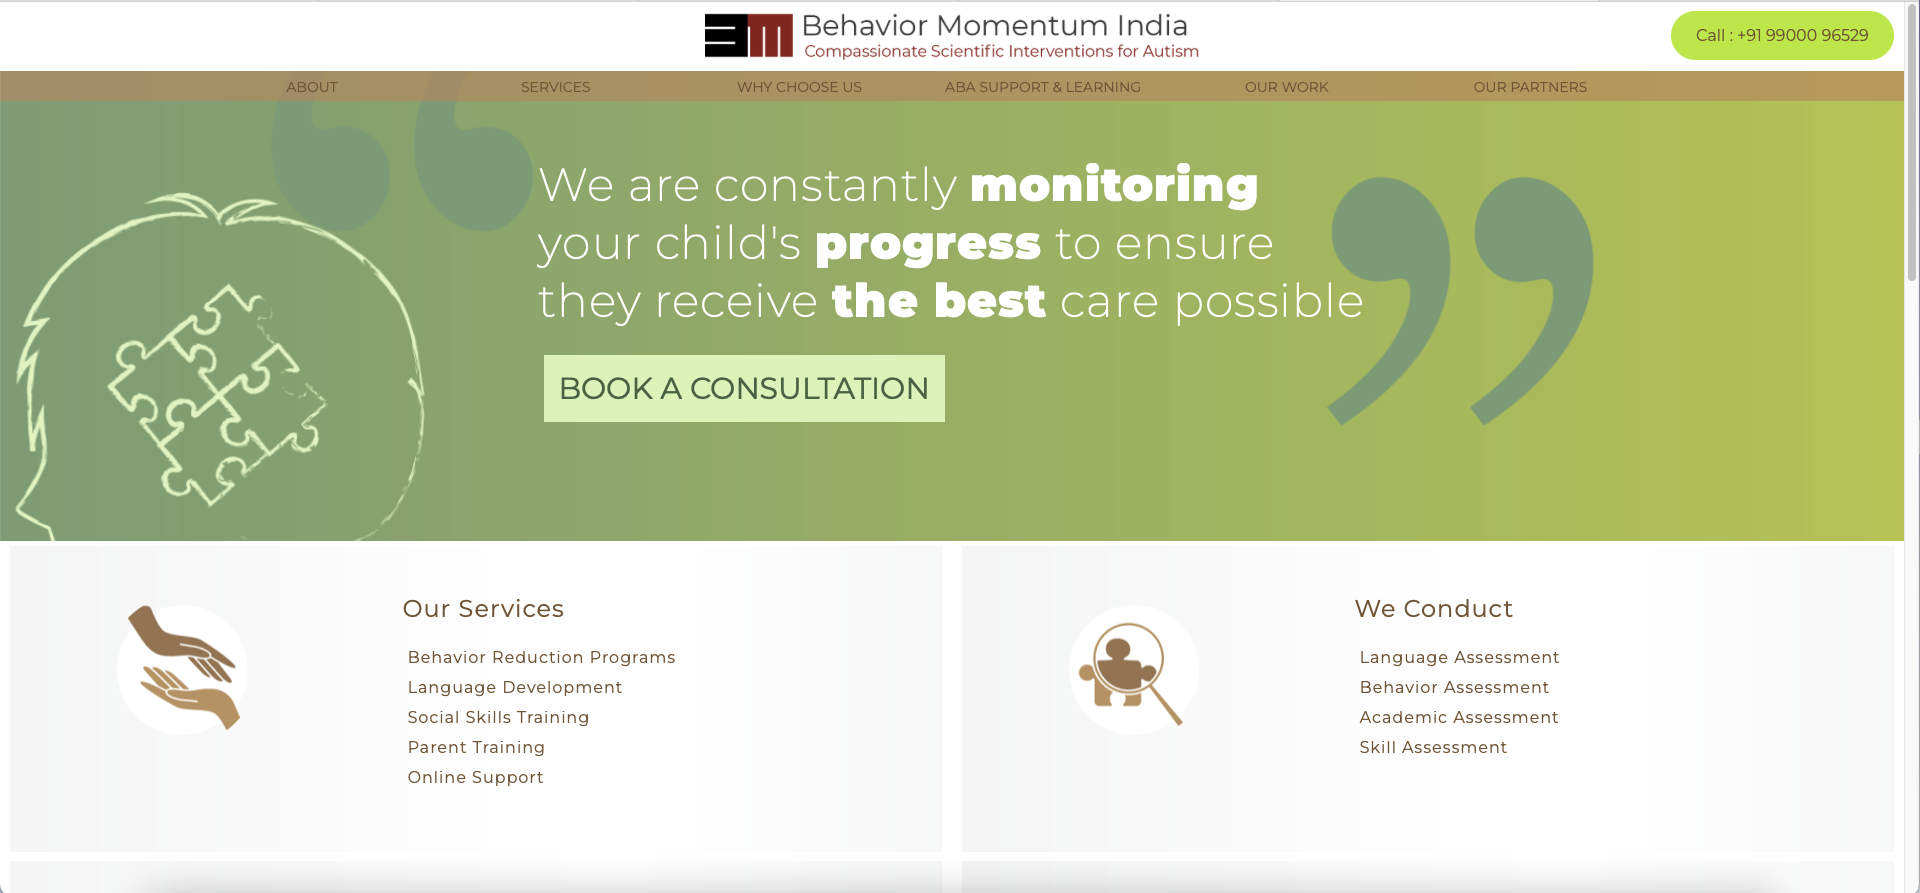 Behavior Momentum India
Compassionate Scientific Interventions for Autism
Call : +91 99000 96529
ABOUT
SERVICES
WHY CHOOSE US
ABA SUPPORT & LEARNING
OUR WORK
OUR PARTNERS
We are constantly monitoring
your child's progress to ensure
they receive the best care possible
BOOK A CONSULTATION
Our Services
Behavior Reduction Programs
Language Development
Social Skills Training
Parent Training
Online Support
We Conduct
Language Assessment
Behavior Assessment
Academic Assessment
Skill Assessment